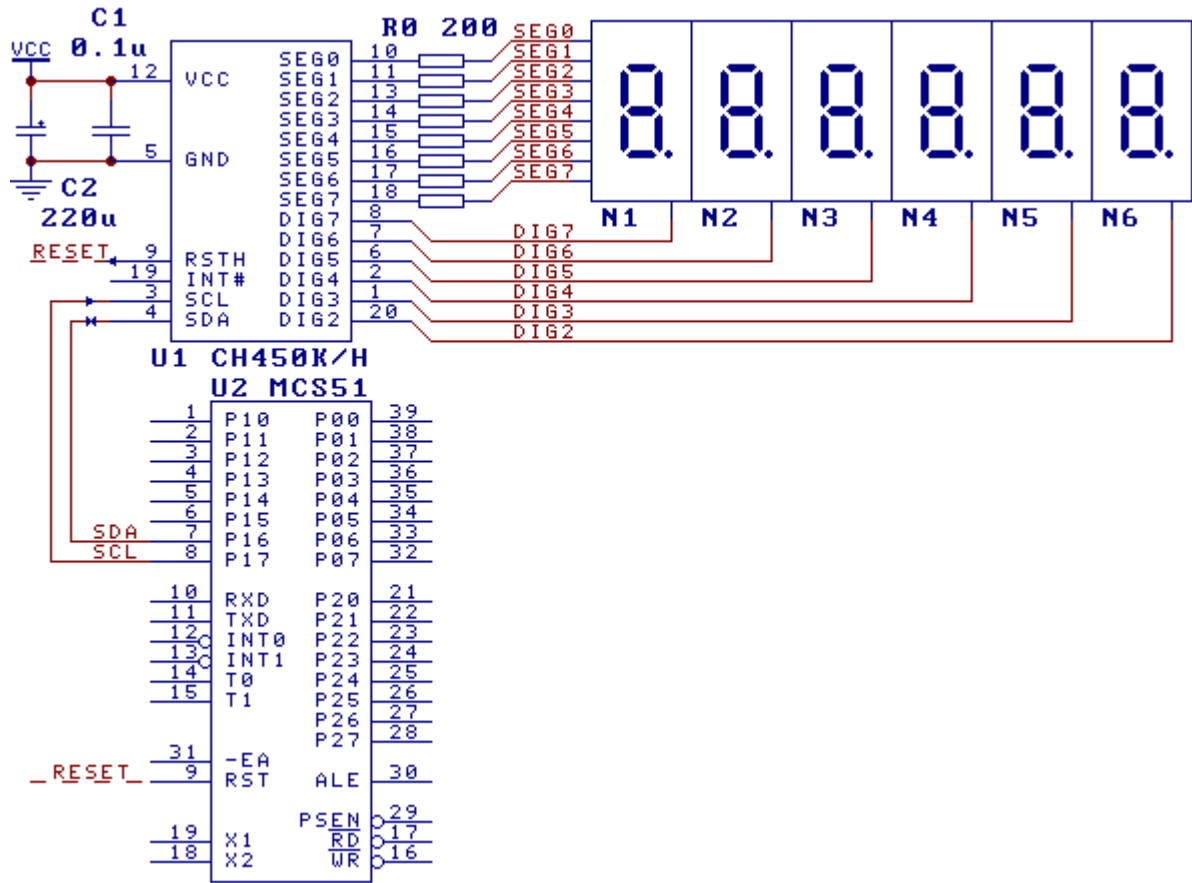 C1
0.1u
VCC
C2
220u
R0 200
12 VCC SEG0 10 SEG0
SEG1 11 SEG1
SEG2 13 SEG2
SEG3 14 SEG3
SEG4 15 SEG4
5 GND SEG5 16 SEG5
SEG6 17 SEG6
SEG7 18 SEG7
DIG7 8 DIG7
DIG6 7 DIG6
RESET 9 RSTH DIG5 6 DIG5
19 INT# DIG4 2 DIG4
3 SCL DIG3 1 DIG3
4 SDA DIG2 20 DIG2
8. 8. 8. 8. 8. 8.
N1 N2 N3 N4 N5 N6
U1 CH450K/H
U2 MCS51
1 P10 P00 39
2 P11 P01 38
3 P12 P02 37
4 P13 P03 36
5 P14 P04 35
6 P15 P05 34
SDA 7 P16 P06 33
SCL 8 P17 P07 32
10 RXD P20 21
11 TXD P21 22
12 INT0 P22 23
13 INT1 P23 24
14 T0 P24 25
15 T1 P25 26
P26 27
P27 28
31 -EA
RESET 9 RST ALE 30
PSEN 29
19 X1 RD 17
18 X2 WR 16